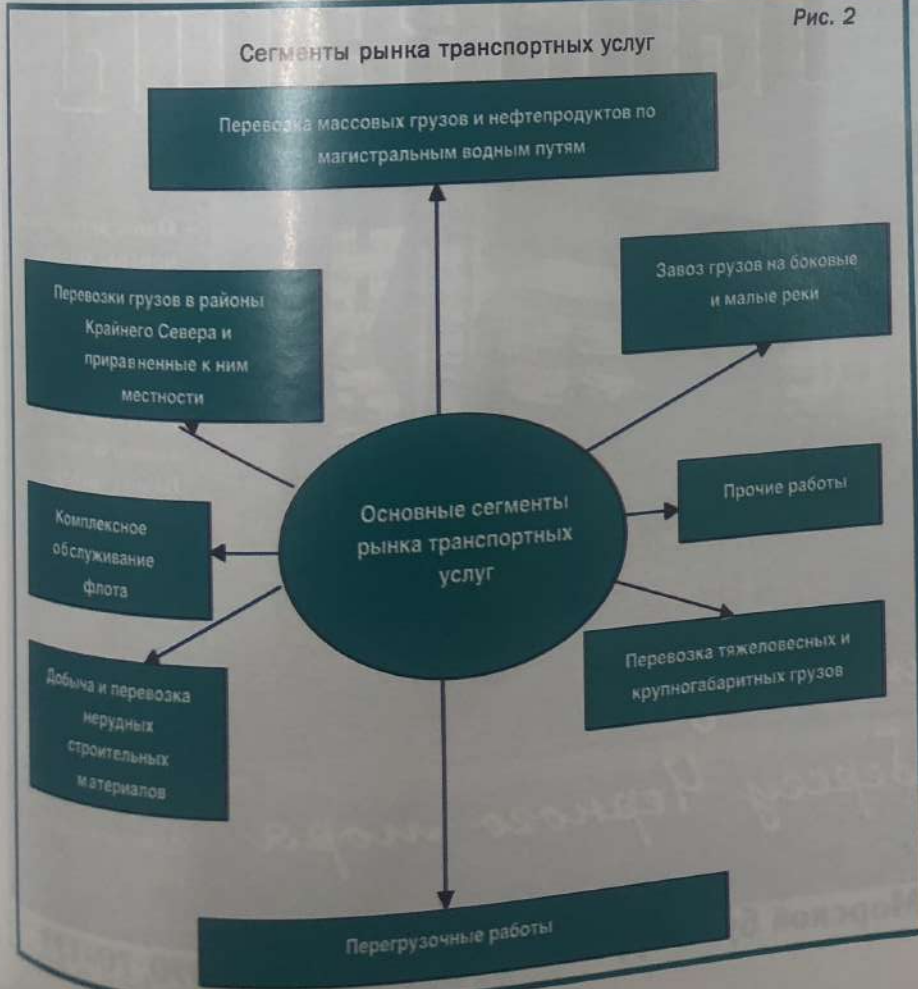 Рис. 2
Сегменты рынка транспортных услуг
Перевозка массовых грузов и нефтепродуктов по
магистральным водным путям
Завоз грузов на боковые
и малые реки
Перевозки грузов в районы
Крайнего Севера и
приравненные к ним
местности
Основные сегменты
рынка транспортных
услуг
Прочие работы
Комплексное
обслуживание
флота
Перевозка тяжеловесных и
крупногабаритных грузов
Добыча и перевозка
нерудных
строительных
материалов
Черного моря
Перегрузочные работы